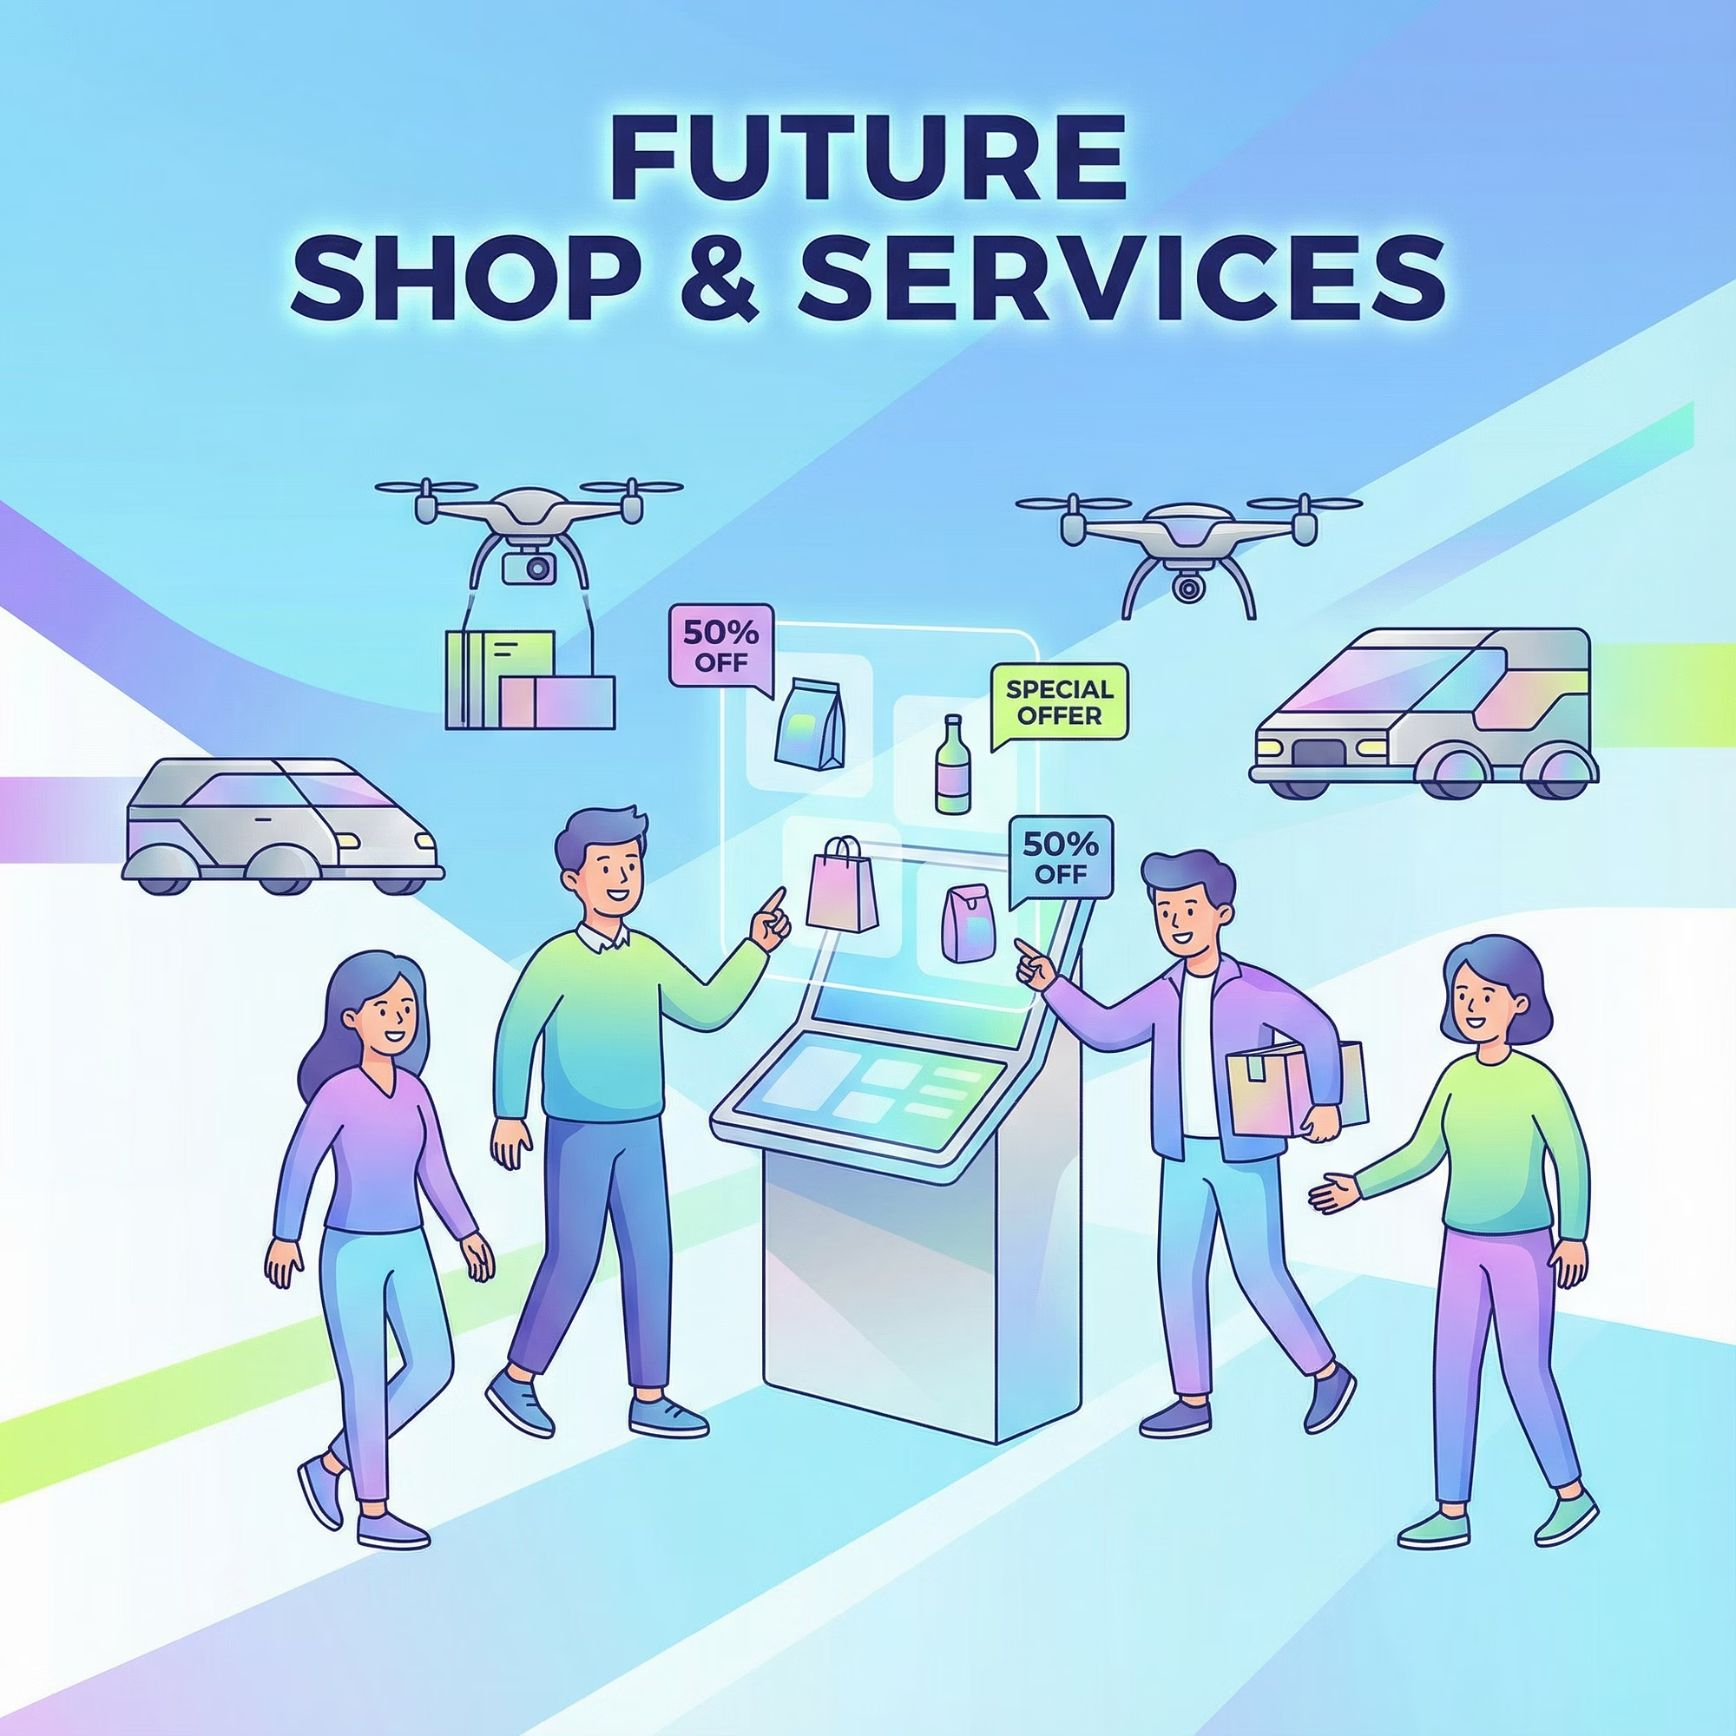 FUTURE
SHOP & SERVICES
50%
OFF
SPECIAL
OFFER
50%
OFF